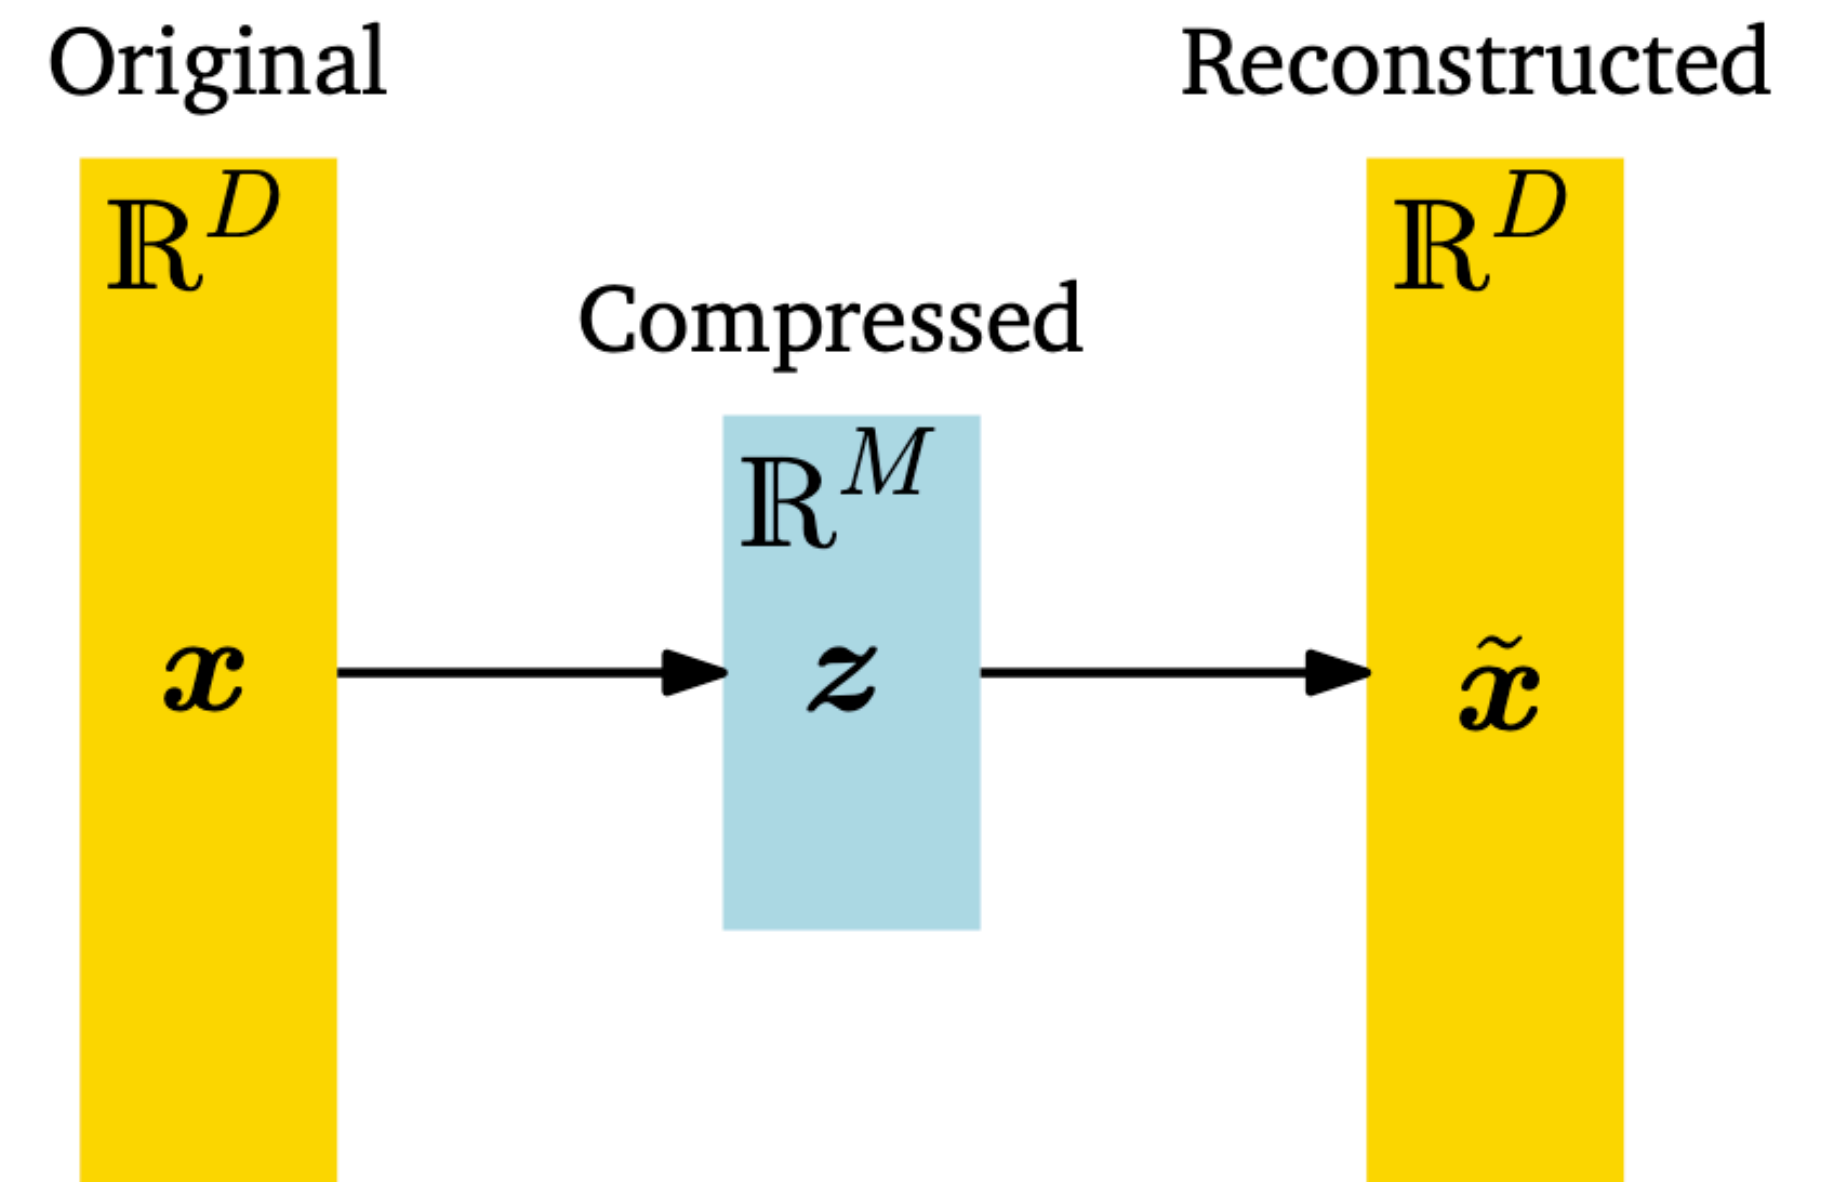 Original
ℝ^D
x
Compressed
ℝ^M
z
Reconstructed
ℝ^D
x̃